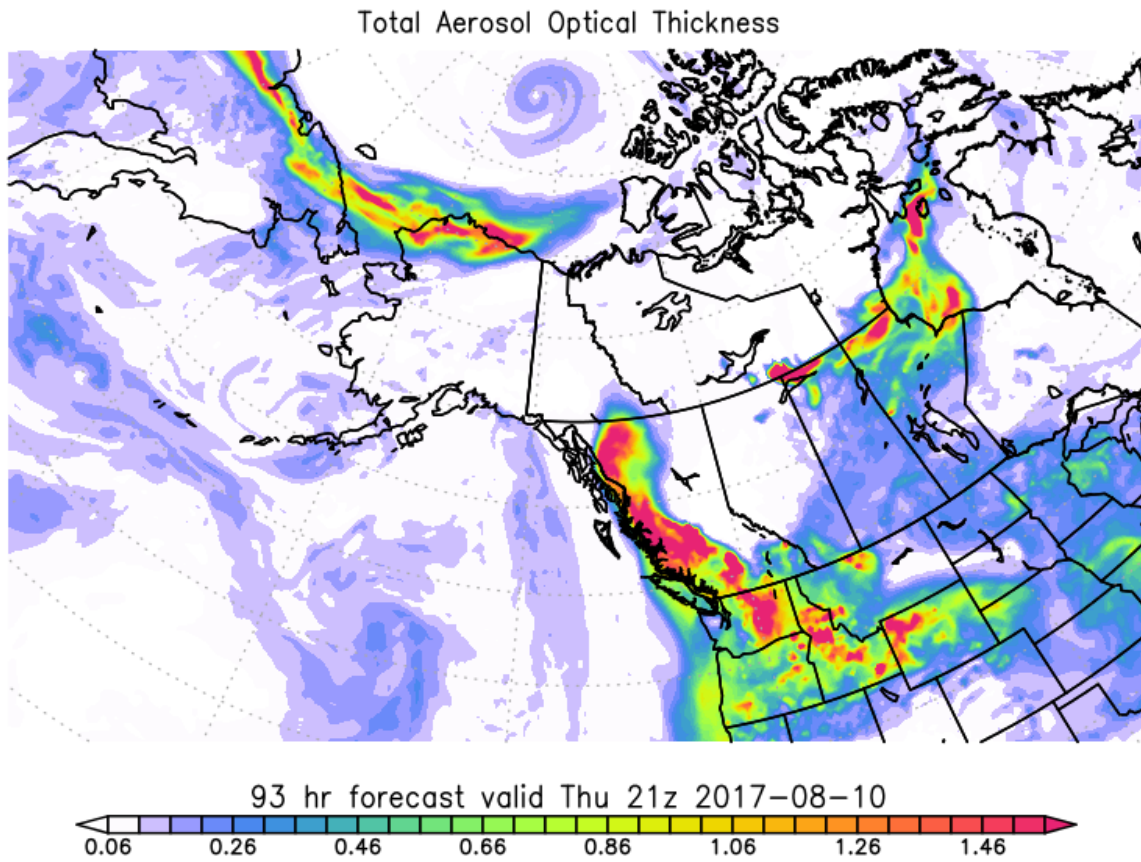 Total Aerosol Optical Thickness
93 hr forecast valid Thu 21z 2017-08-10
0.06 0.26 0.46 0.66 0.86 1.06 1.26 1.46